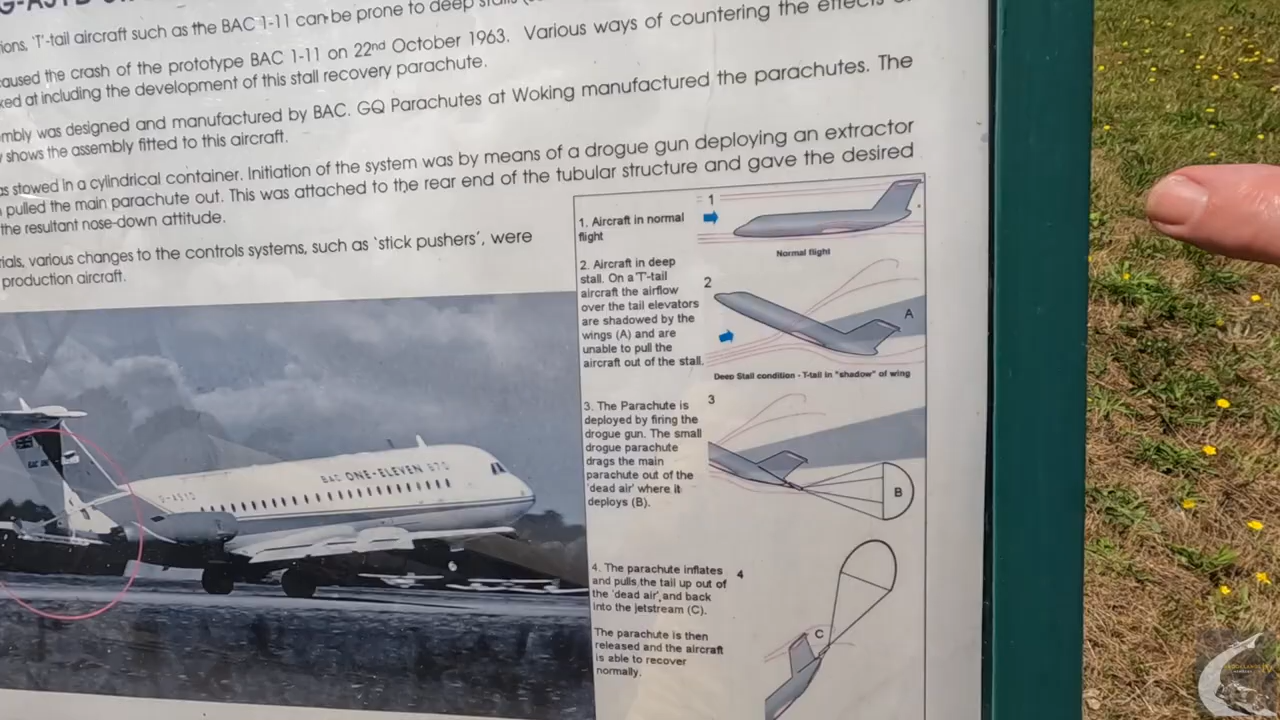 ions, 'T'-tail aircraft such as the BAC 1-11 can be prone to deep
caused the crash of the prototype BAC 1-11 on 22nd October 1963. Various ways of countering the effects
ked at including the development of this stall recovery parachute.
mbly was designed and manufactured by BAC. GQ Parachutes at Woking manufactured the parachutes. The
shows the assembly fitted to this aircraft.
as stowed in a cylindrical container. Initiation of the system was by means of a drogue gun deploying an extractor
pulled the main parachute out. This was attached to the rear end of the tubular structure and gave the desired
the resultant nose-down attitude.
rials, various changes to the controls systems, such as 'stick pushers', were
production aircraft.
1. Aircraft in normal
flight
1
Normal flight
2. Aircraft in deep
stall. On a 'T'-tail
aircraft the airflow
over the tail elevators
are shadowed by the
wings (A) and are
unable to pull the
aircraft out of the stall.
2
A
Deep Stall condition - T-tail in "shadow" of wing
3. The Parachute is
deployed by firing the
drogue gun. The small
drogue parachute
drags the main
parachute out of the
'dead air' where it
deploys (B).
3
B
4. The parachute inflates
and pulls the tail up out of
the 'dead air' and back
into the jetstream (C).
4
C
The parachute is then
released and the aircraft
is able to recover
normally.
BAC ONE-ELEVEN 670
G-ASYD